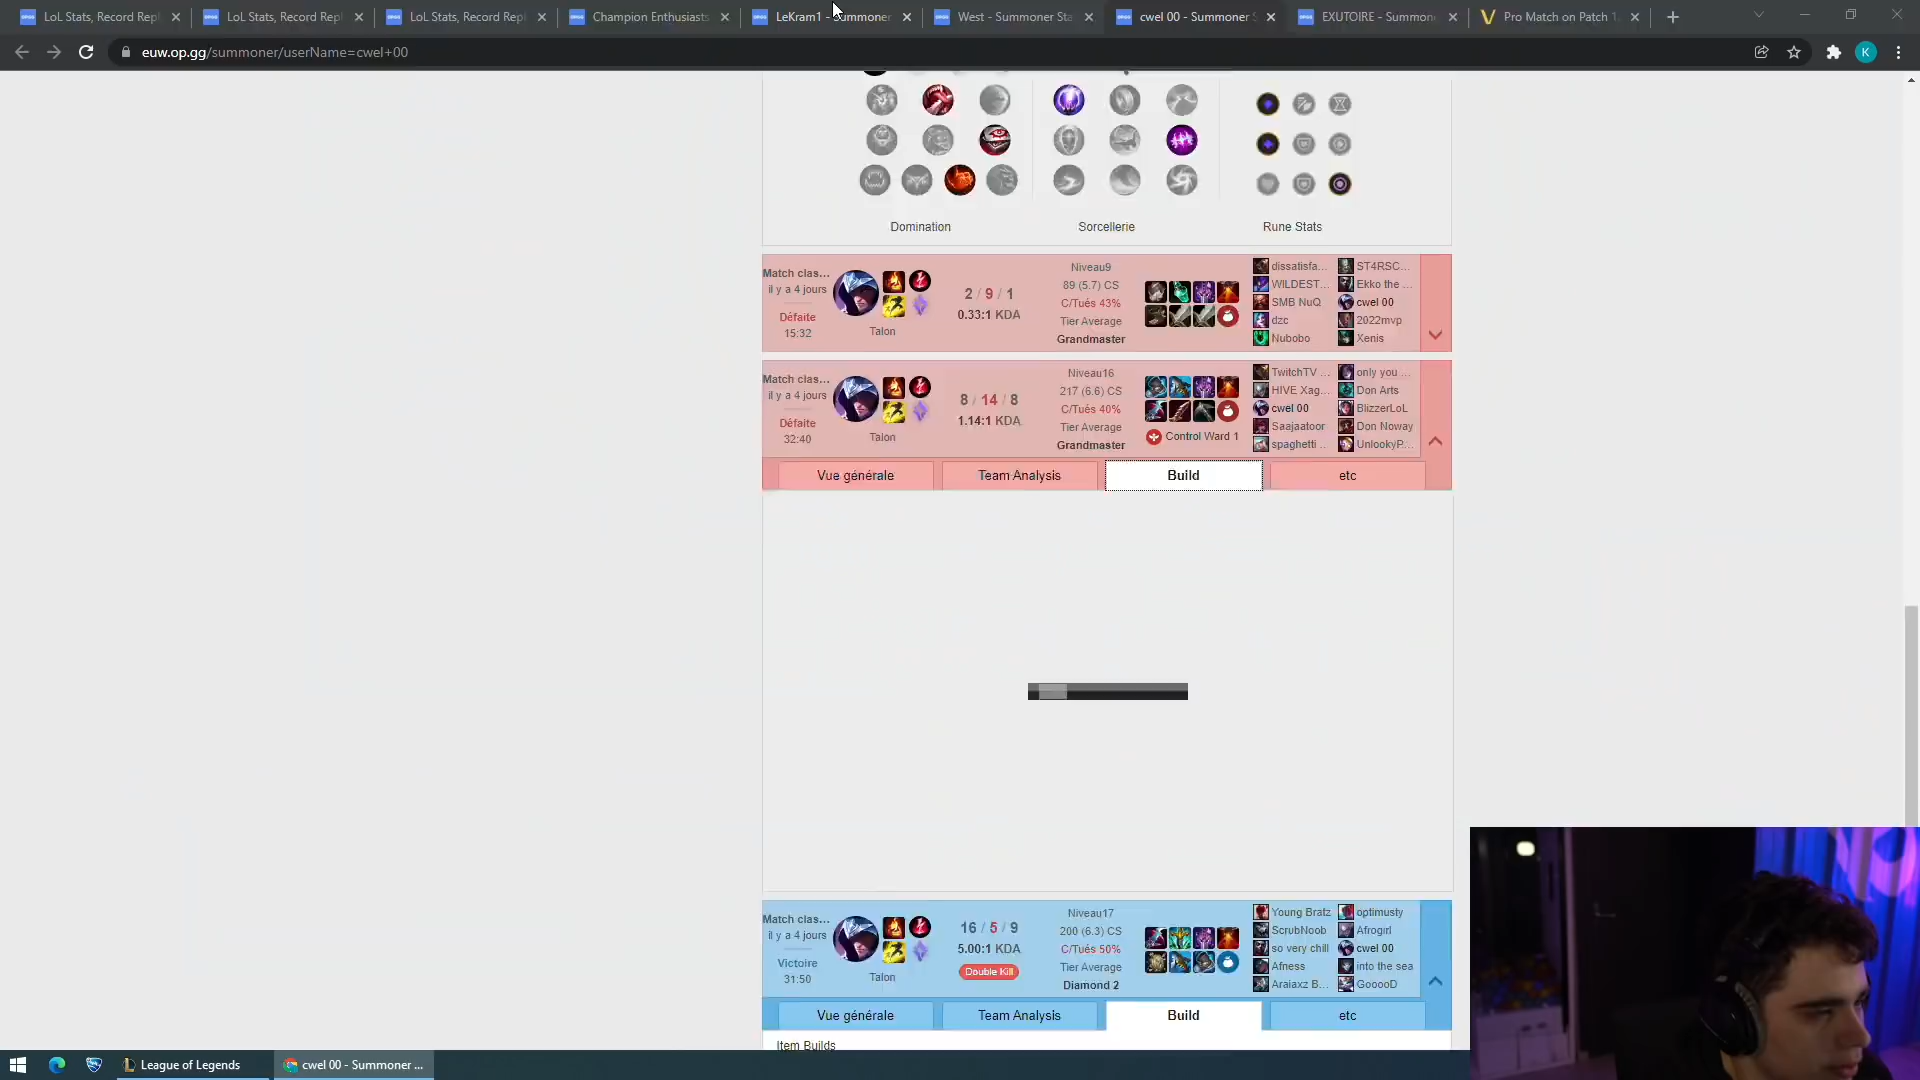 LoL Stats, Record Repl
LoL Stats, Record Repl
LoL Stats, Record Repl
Champion Enthusiasts
LeKram1 - Summoner
West - Summoner Sta
cwel 00 - Summoner S
EXUTOIRE - Summon
Pro Match on Patch 1
euw.op.gg/summoner/userName=cwel+00
K
Domination
Sorcellerie
Rune Stats
Match clas...
il y a 4 jours
Défaite
15:32
Talon
2 / 9 / 1
0.33:1 KDA
Niveau9
89 (5.7) CS
C/Tués 43%
Tier Average
Grandmaster
dissatisfa...
WILDEST...
SMB NuQ
dzc
Nubobo
ST4RSC...
Ekko the ...
cwel 00
2022mvp
Xenis
Match clas...
il y a 4 jours
Défaite
32:40
Talon
8 / 14 / 8
1.14:1 KDA
Niveau16
217 (6.6) CS
C/Tués 40%
Tier Average
Grandmaster
Control Ward 1
TwitchTV ...
HIVE Xag...
cwel 00
Saajaatoor
spaghetti ...
only you ...
Don Arts
BlizzerLoL
Don Noway
UnlookyP...
Vue générale
Team Analysis
Build
etc
Match clas...
il y a 4 jours
Victoire
31:50
Talon
16 / 5 / 9
5.00:1 KDA
Double Kill
Niveau17
200 (6.3) CS
C/Tués 50%
Tier Average
Diamond 2
Young Bratz
ScrubNoob
so very chill
Afness
Araiaxz B...
optimusty
Afrogirl
cwel 00
into the sea
GooooD
Vue générale
Team Analysis
Build
etc
Item Builds
League of Legends
cwel 00 - Summoner ...